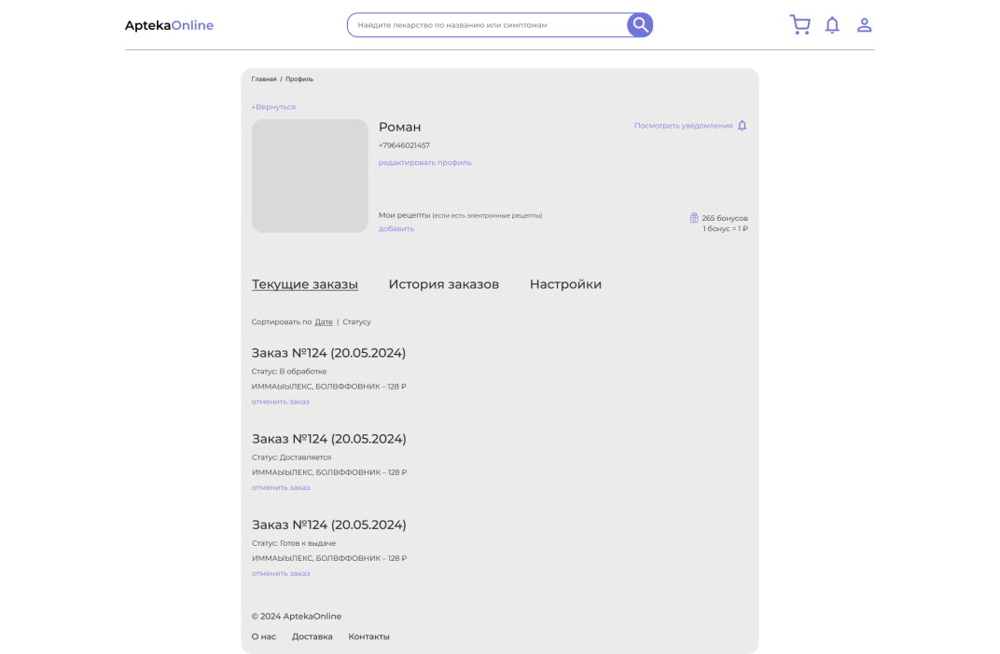 AptekaOnline
Найдите лекарство по названию или симптомам
Главная / Профиль
←Вернуться
Роман
Посмотреть уведомления
+79646021457
редактировать профиль
Мои рецепты (если есть электронные рецепты)
добавить
265 бонусов
1 бонус = 1 ₽
Текущие заказы История заказов Настройки
Сортировать по Дате | Статусу
Заказ №124 (20.05.2024)
Статус: В обработке
ИММАЫЫЛЕКС, БОЛВФФОВНИК – 128 ₽
отменить заказ
Заказ №124 (20.05.2024)
Статус: Доставляется
ИММАЫЫЛЕКС, БОЛВФФОВНИК – 128 ₽
отменить заказ
Заказ №124 (20.05.2024)
Статус: Готов к выдаче
ИММАЫЫЛЕКС, БОЛВФФОВНИК – 128 ₽
отменить заказ
© 2024 AptekaOnline
О нас Доставка Контакты